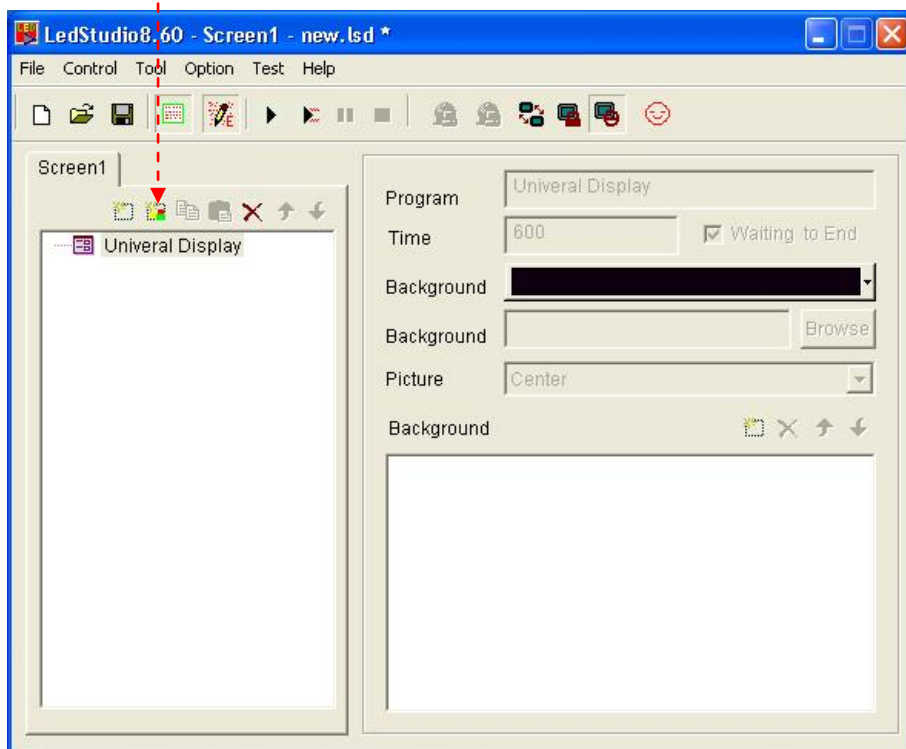 LedStudio8.60 - Screen1 - new.lsd *
File Control Tool Option Test Help
Screen1
Univeral Display
Program
Univeral Display
Time
600
Waiting to End
Background
Background
Browse
Picture
Center
Background